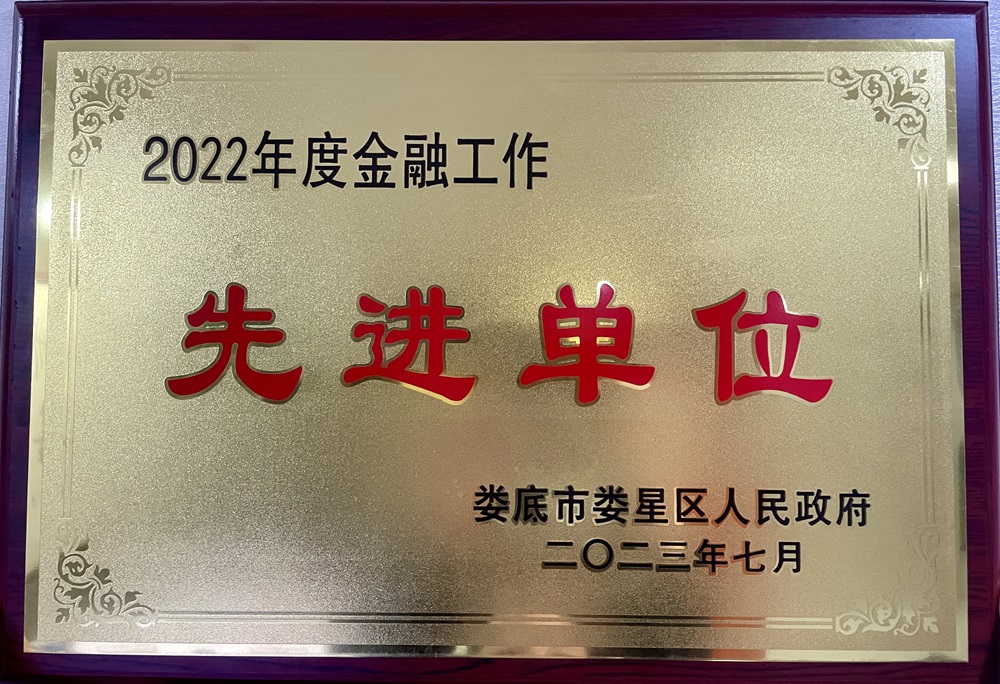 2022年度金融工作
先进单位
娄底市娄星区人民政府
二〇二三年七月